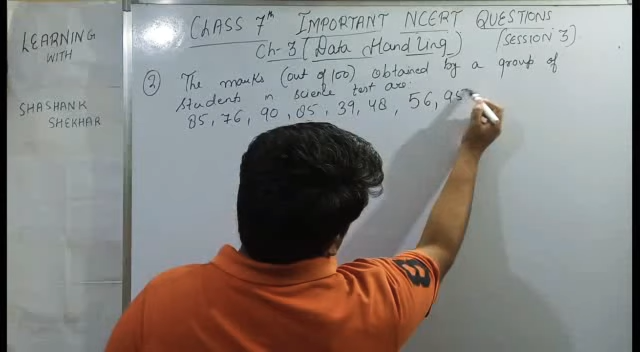 LEARNING
WITH
SHASHANK
SHEKHAR
CLASS 7th IMPORTANT NCERT QUESTIONS
Ch-3 (Data Handling) (SESSION 3)
② The marks (out of 100) obtained by a group of
students in science test are:
85, 76, 90, 85, 39, 48, 56, 95